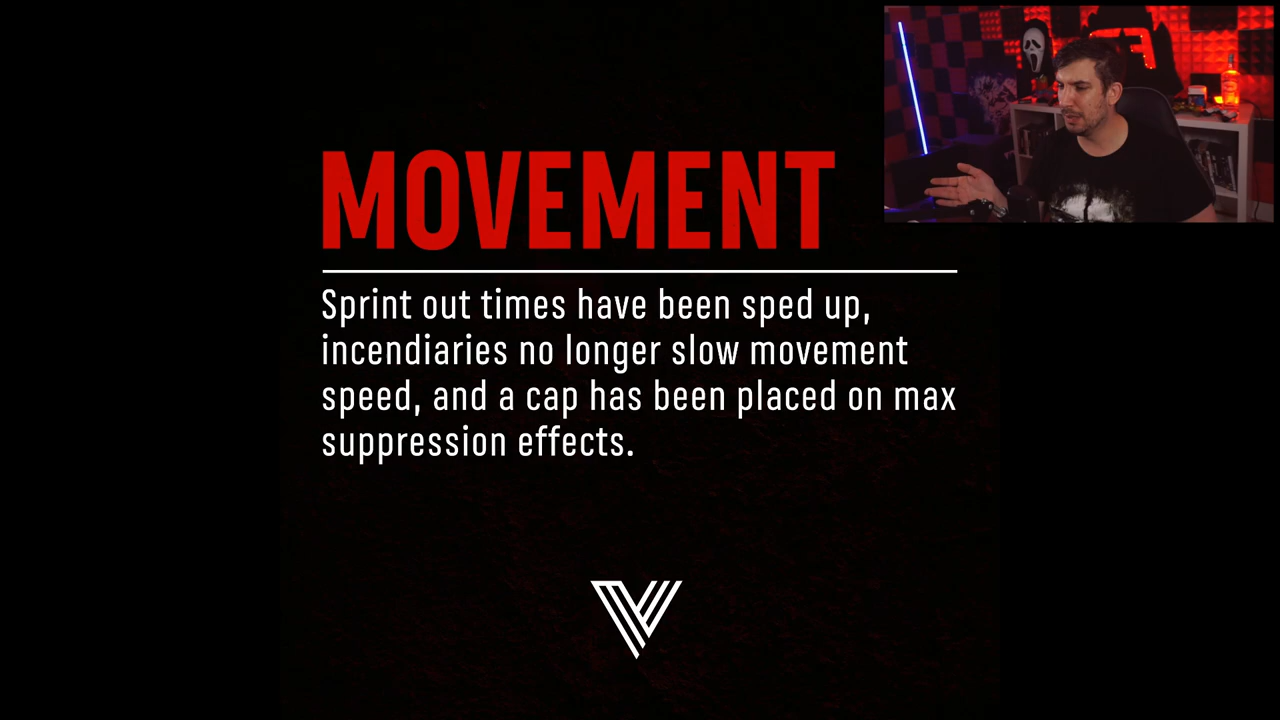 MOVEMENT
Sprint out times have been sped up,
incendiaries no longer slow movement
speed, and a cap has been placed on max
suppression effects.